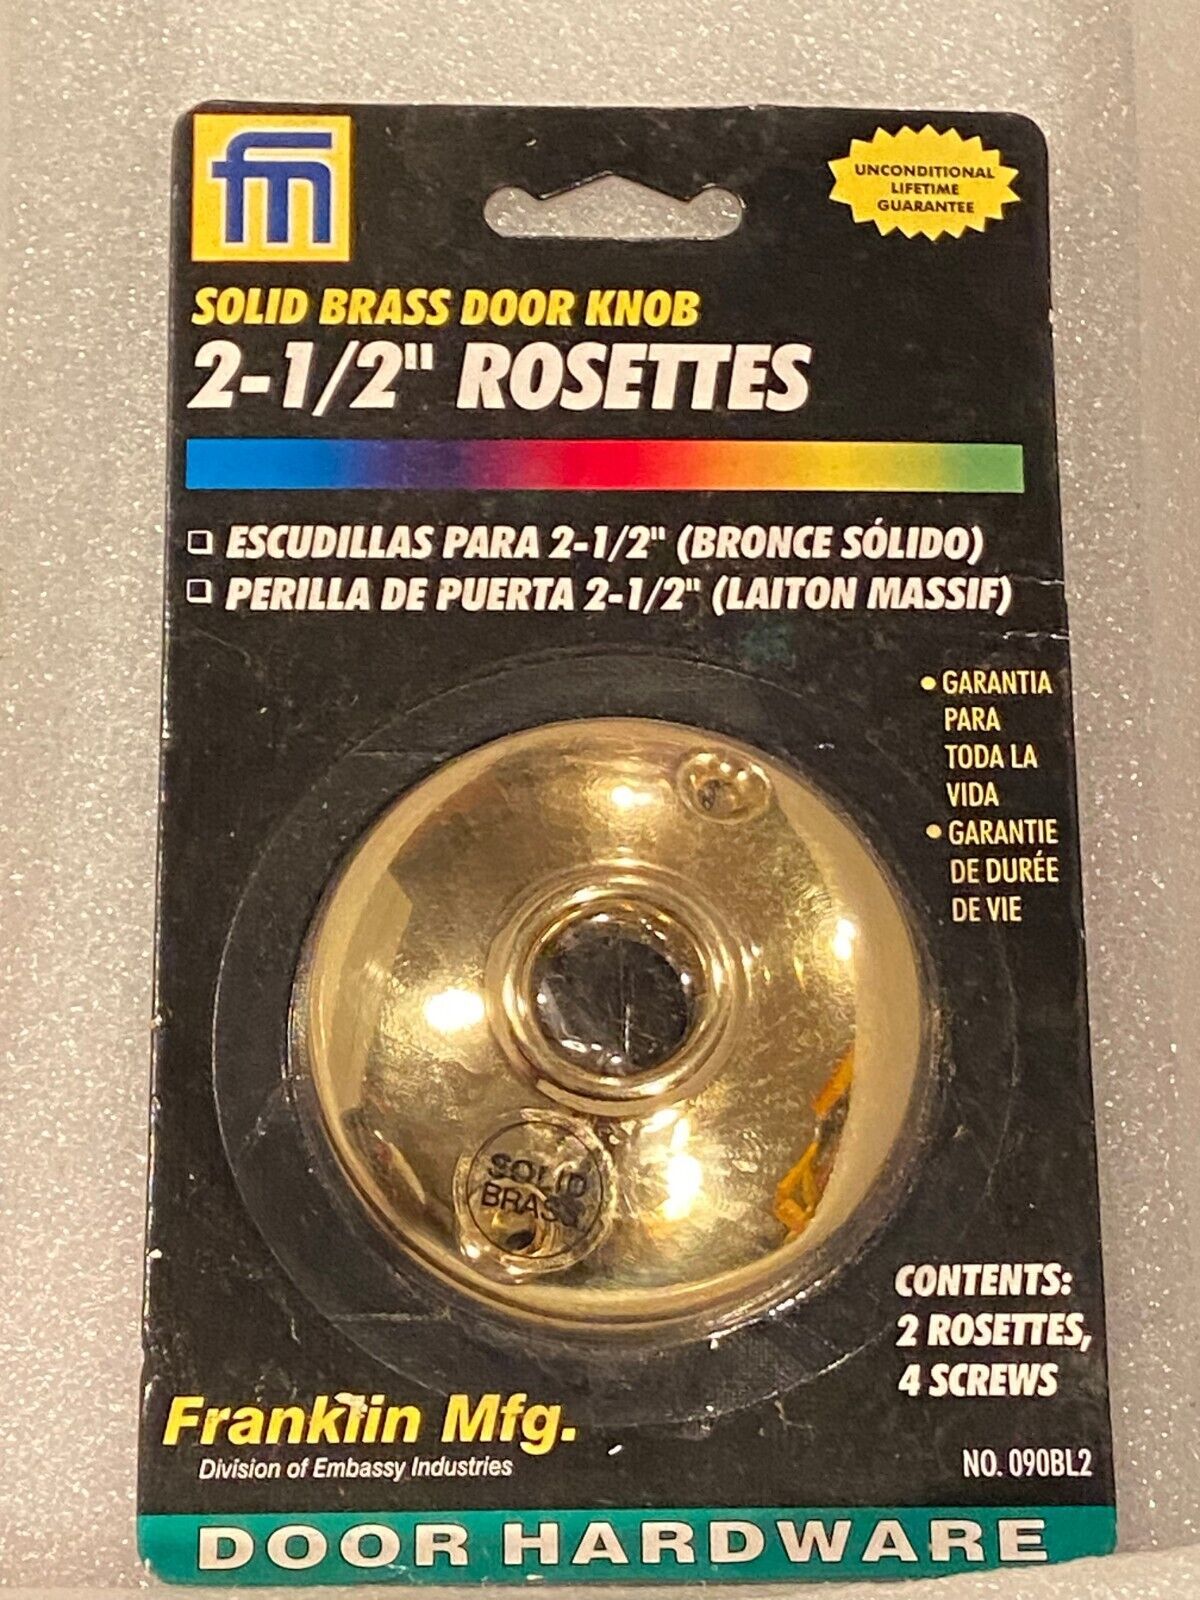 fm
UNCONDITIONAL
LIFETIME
GUARANTEE
SOLID BRASS DOOR KNOB
2-1/2" ROSETTES
❏ ESCUDILLAS PARA 2-1/2" (BRONCE SÓLIDO)
❏ PERILLA DE PUERTA 2-1/2" (LAITON MASSIF)
• GARANTIA
PARA
TODA LA
VIDA
• GARANTIE
DE DURÉE
DE VIE
SOLID
BRASS
CONTENTS:
2 ROSETTES,
4 SCREWS
Franklin Mfg.
Division of Embassy Industries
NO. 090BL2
DOOR HARDWARE